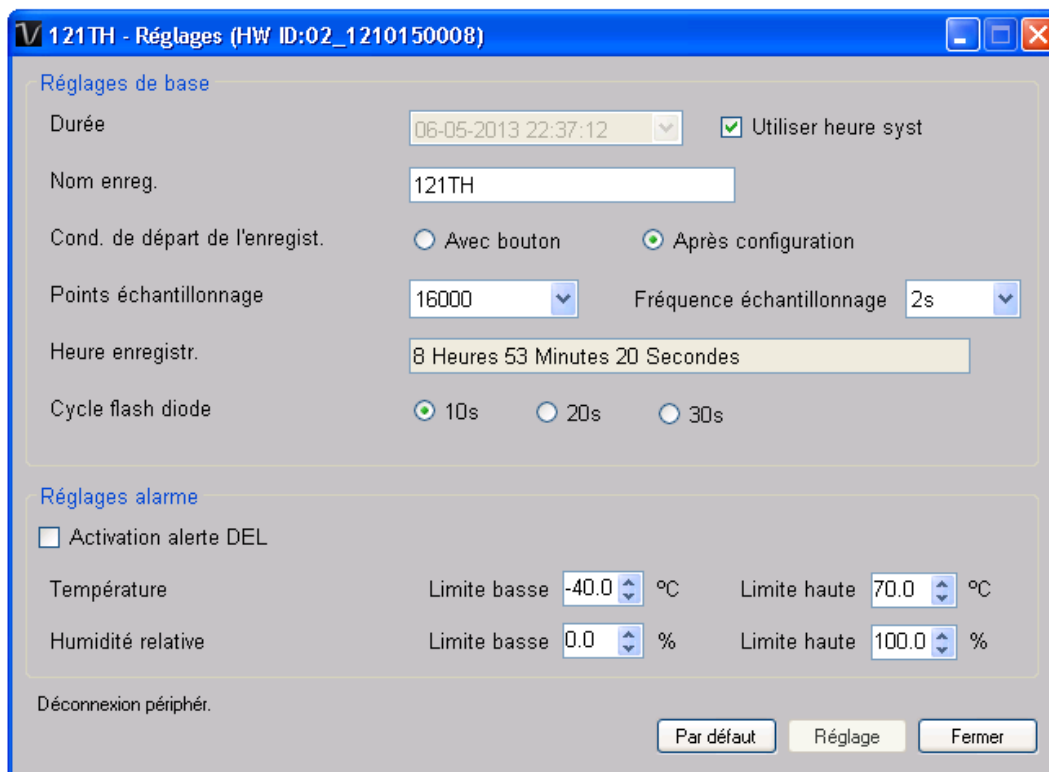 121TH - Réglages (HW ID:02_1210150008)
Réglages de base
Durée 06-05-2013 22:37:12 Utiliser heure syst
Nom enreg. 121TH
Cond. de départ de l'enregist. Avec bouton Après configuration
Points échantillonnage 16000 Fréquence échantillonnage 2s
Heure enregistr. 8 Heures 53 Minutes 20 Secondes
Cycle flash diode 10s 20s 30s
Réglages alarme
Activation alerte DEL
Température Limite basse -40.0 ºC Limite haute 70.0 ºC
Humidité relative Limite basse 0.0 % Limite haute 100.0 %
Déconnexion périphér.
Par défaut Réglage Fermer